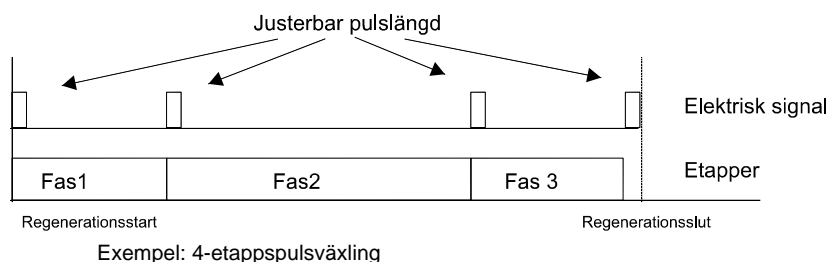 Justerbar pulslängd
Elektrisk signal
Fas1 Fas2 Fas 3 Etapper
Regenerationsstart Regenerationsslut
Exempel: 4-etappspulsväxling